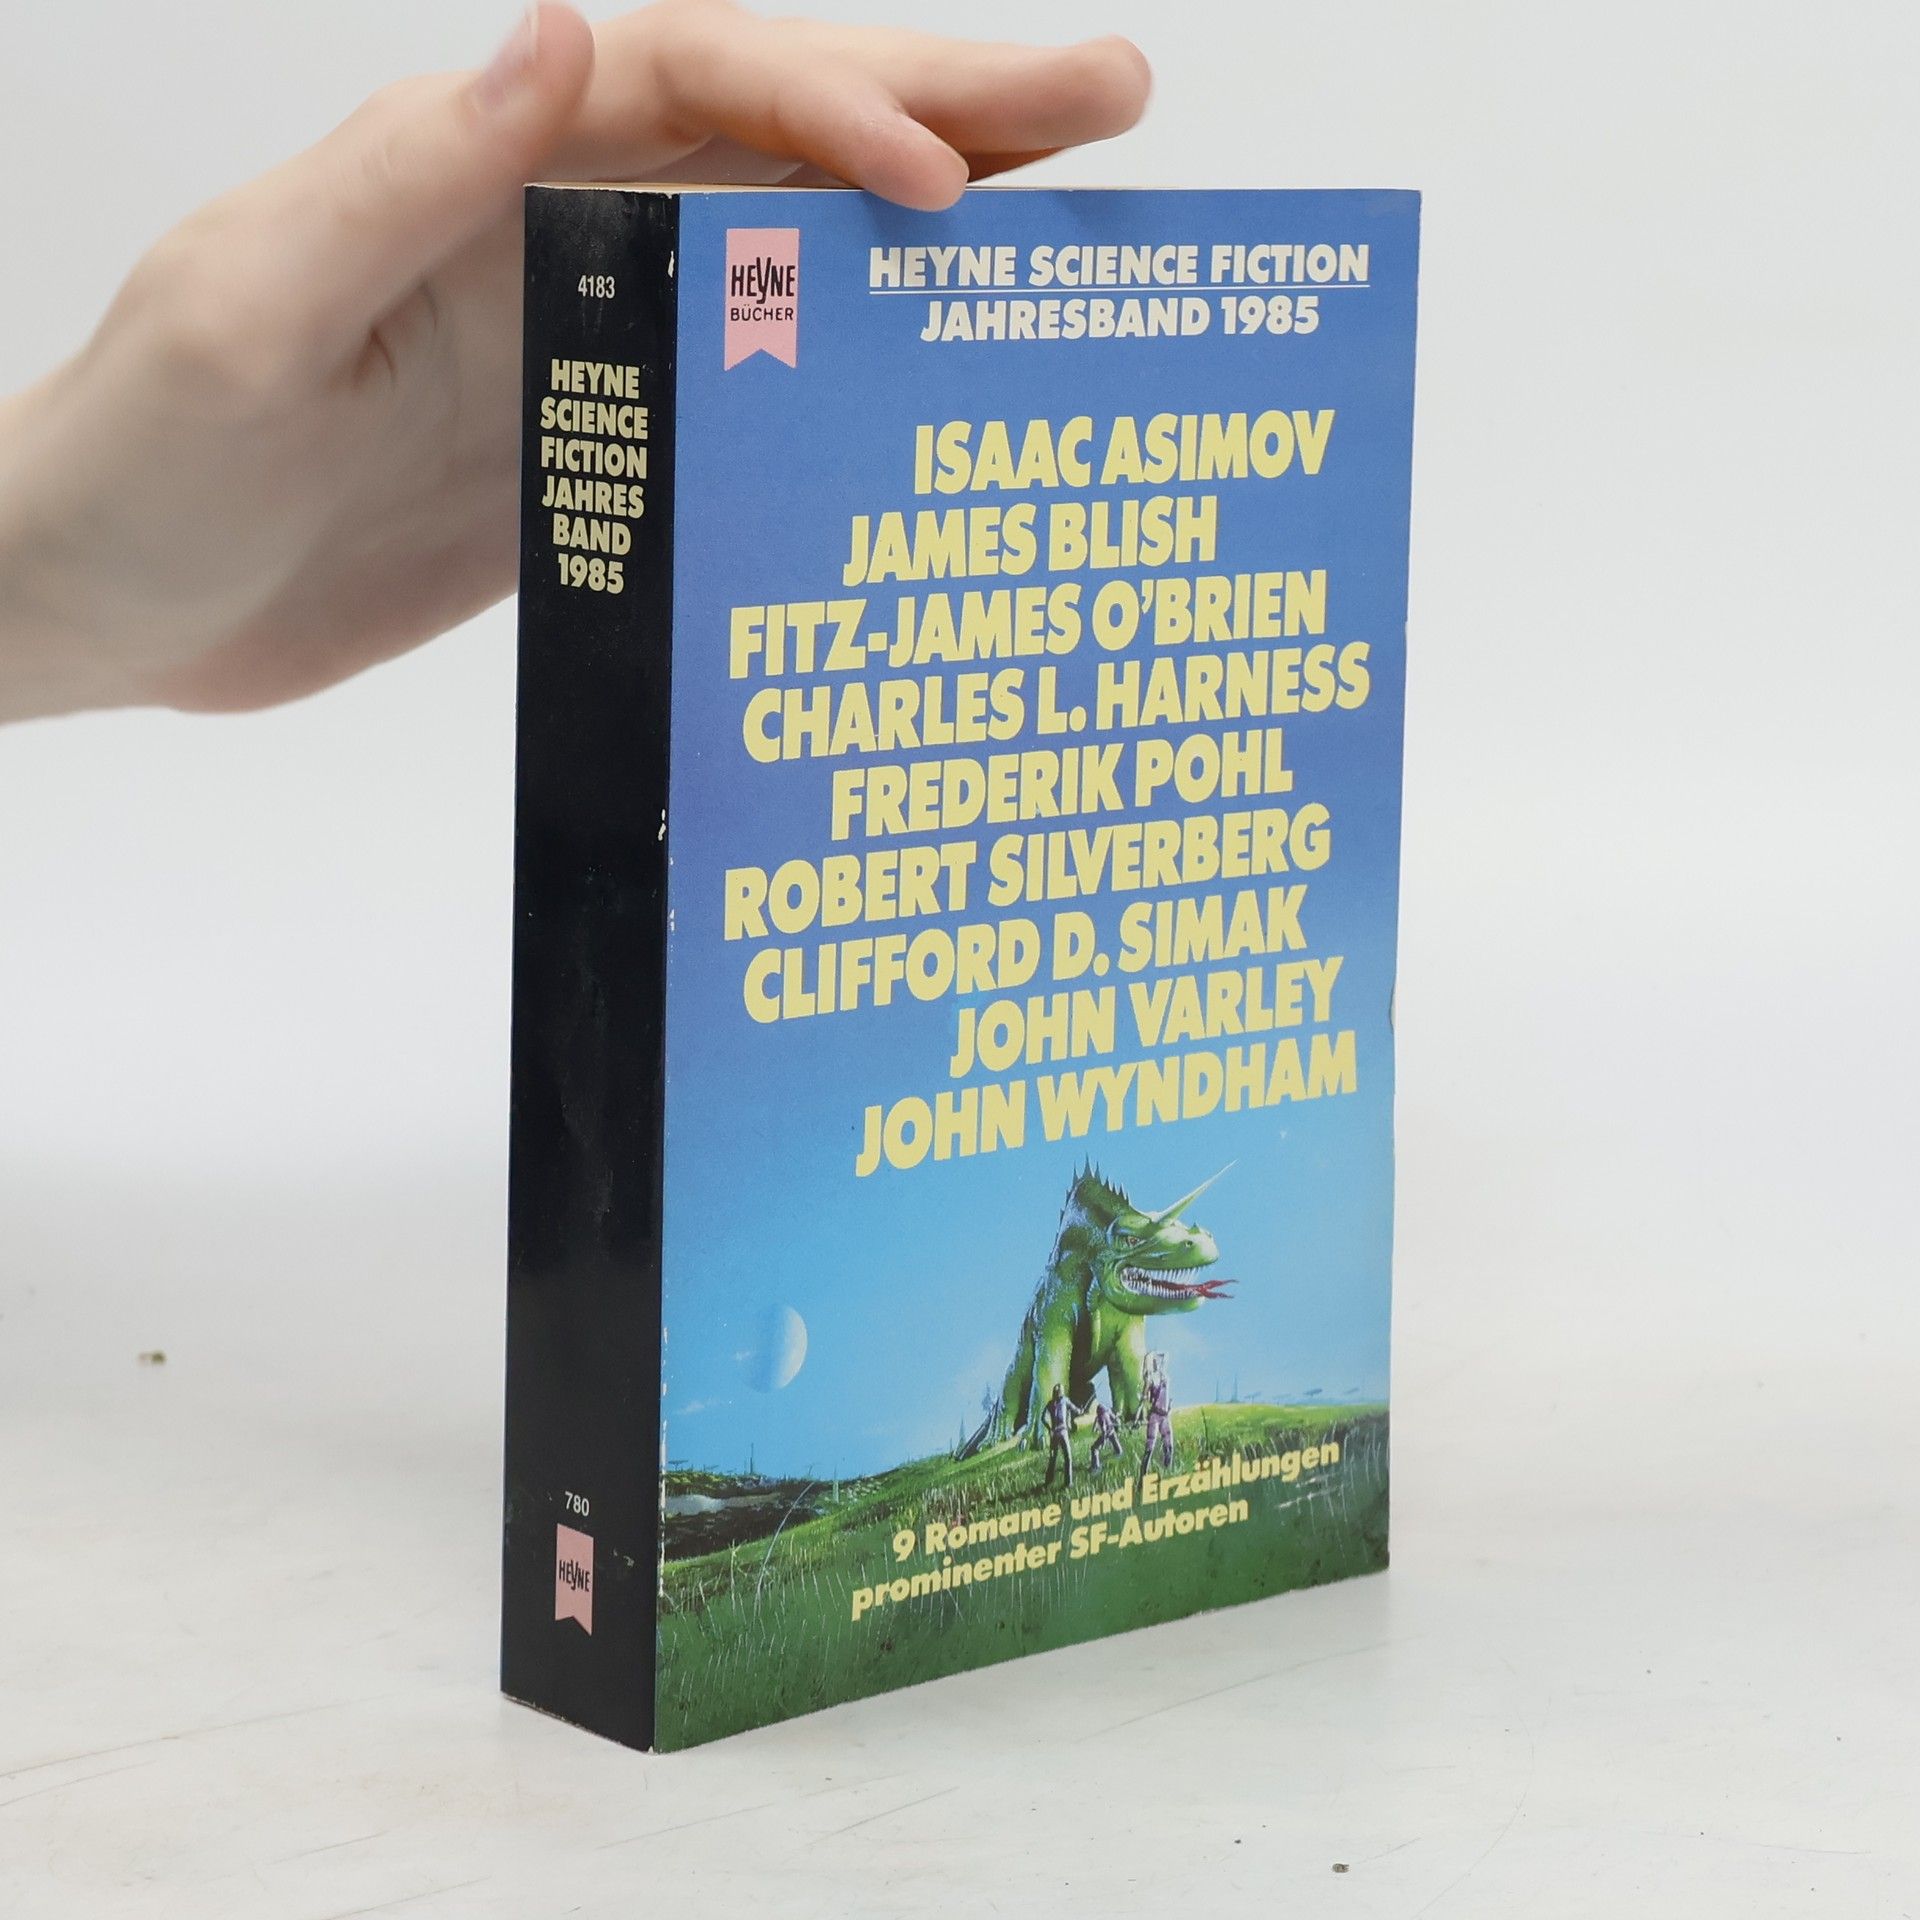 4183
HEYNE
SCIENCE
FICTION
JAHRES
BAND
1985
780
HEYNE
HEYNE
BÜCHER
HEYNE SCIENCE FICTION
JAHRESBAND 1985
ISAAC ASIMOV
JAMES BLISH
FITZ-JAMES O'BRIEN
CHARLES L. HARNESS
FREDERIK POHL
ROBERT SILVERBERG
CLIFFORD D. SIMAK
JOHN VARLEY
JOHN WYNDHAM
9 Romane und Erzählungen
prominenter SF-Autoren